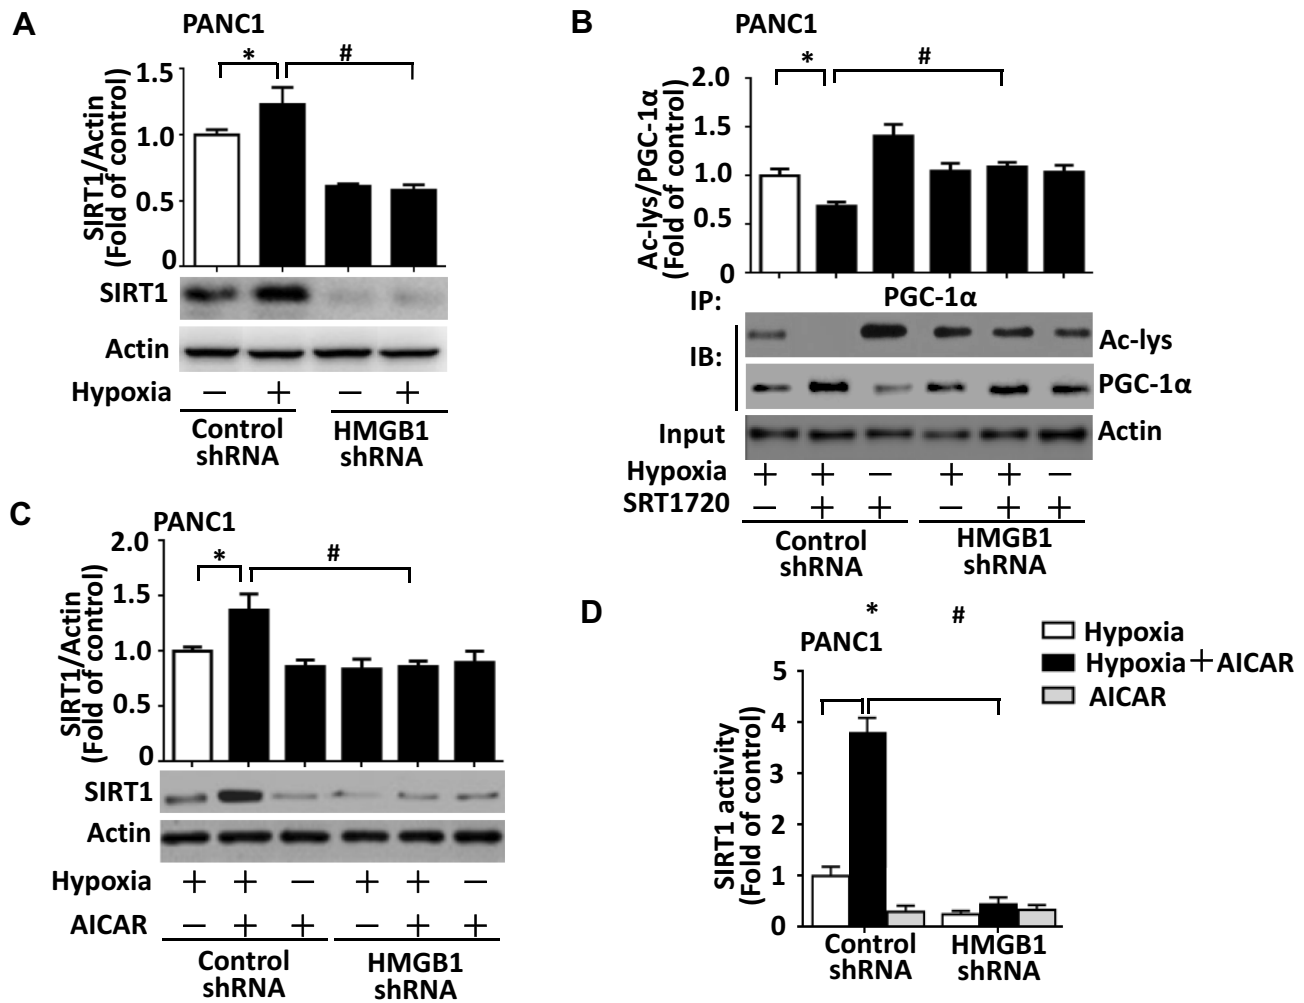 A
PANC1
*
#
SIRT1/Actin
(Fold of control)
1.5
1.0
0.5
0
SIRT1
Actin
Hypoxia
− + − +
Control
shRNA
HMGB1
shRNA
B
PANC1
*
#
Ac-lys/PGC-1α
(Fold of control)
2.0
1.5
1.0
0.5
0
IP:
PGC-1α
IB:
Ac-lys
PGC-1α
Input
Actin
Hypoxia
+ + − + + −
SRT1720
− + + − + +
Control
shRNA
HMGB1
shRNA
C
PANC1
*
#
SIRT1/Actin
(Fold of control)
2.0
1.5
1.0
0.5
0
SIRT1
Actin
Hypoxia
+ + − + + −
AICAR
− + + − + +
Control
shRNA
HMGB1
shRNA
D
*
#
PANC1
Hypoxia
Hypoxia+AICAR
AICAR
SIRT1 activity
(Fold of control)
5
4
3
2
1
0
Control
shRNA
HMGB1
shRNA